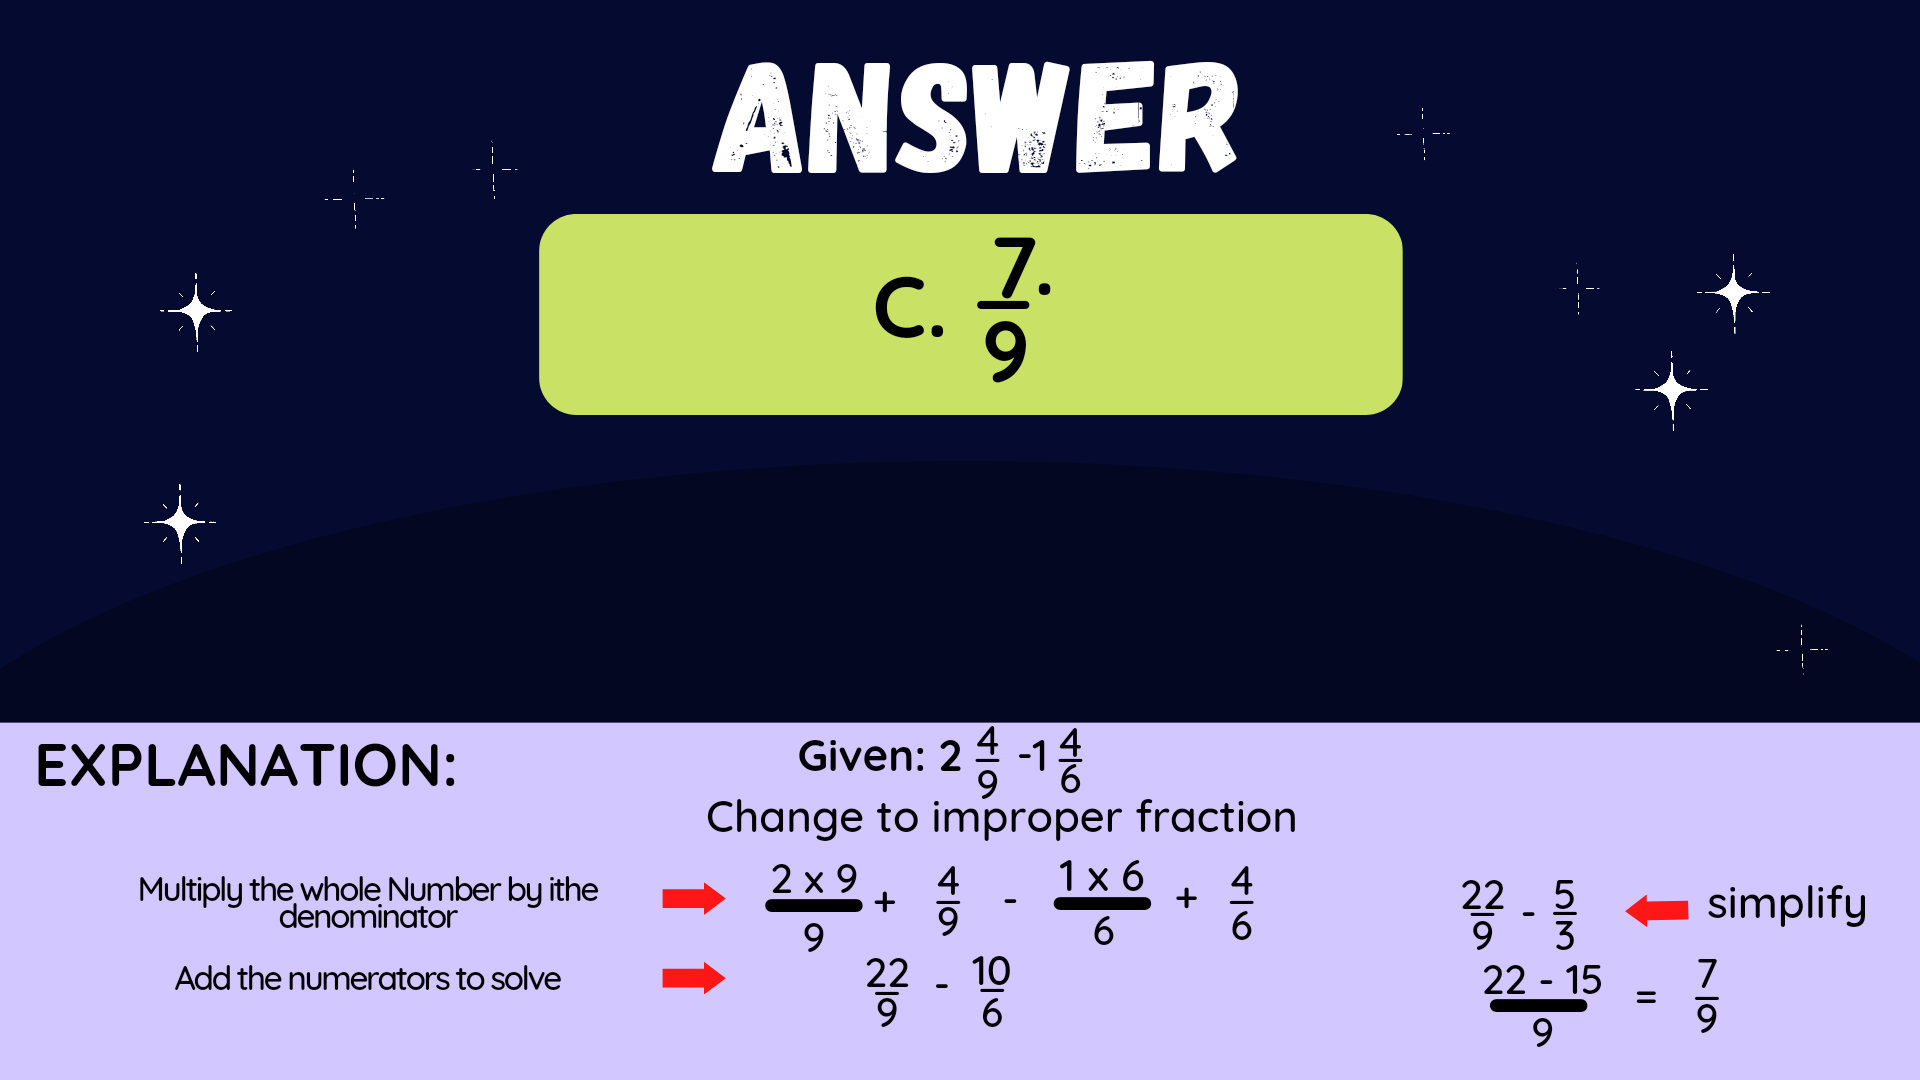 ANSWER
C. 7/9.
EXPLANATION:
Given: 2 4/9 -1 4/6
Change to improper fraction
Multiply the whole Number by ithe
denominator
2 x 9/9 + 4/9 - 1 x 6/6 + 4/6
22/9 - 5/3
simplify
Add the numerators to solve
22/9 - 10/6
22 - 15/9 = 7/9